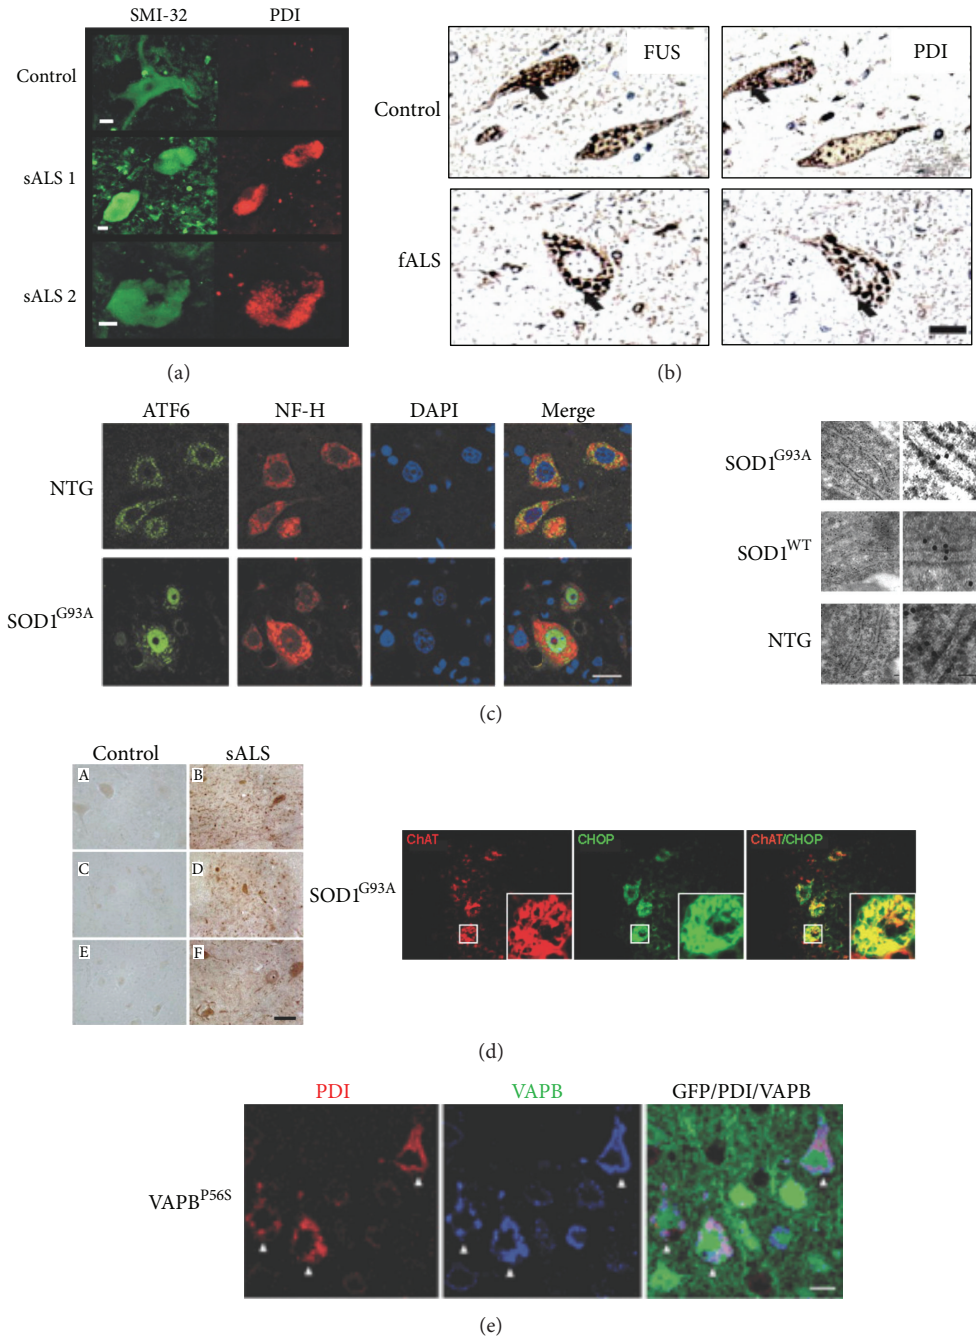 SMI-32 PDI
Control
sALS 1
sALS 2
(a)
FUS PDI
Control
fALS
(b)
ATF6 NF-H DAPI Merge
NTG
SOD1G93A
SOD1G93A
SOD1WT
NTG
(c)
Control sALS
A B
C D
E F
SOD1G93A
ChAT CHOP ChAT/CHOP
(d)
PDI VAPB GFP/PDI/VAPB
VAPBP56S
(e)